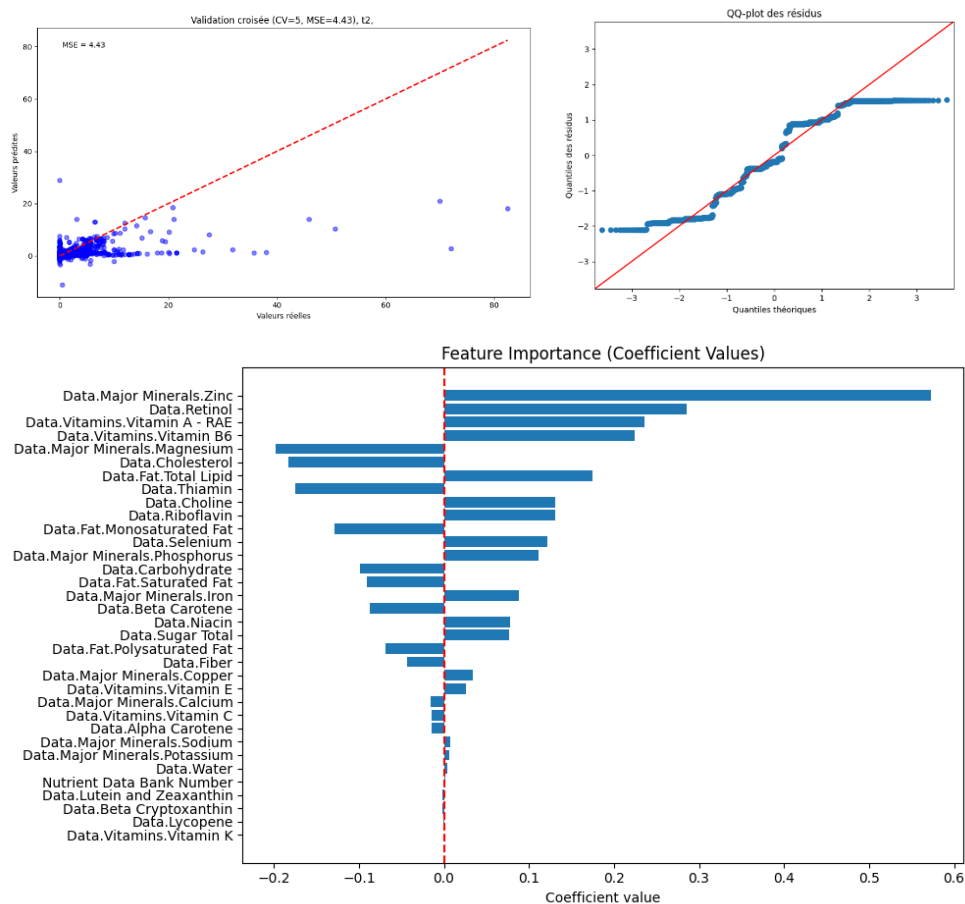 Validation croisée (CV=5, MSE=4.43), t2,
MSE = 4.43
80
60
40
20
0
Valeurs prédites
0
20
40
60
80
Valeurs réelles
QQ-plot des résidus
3
2
1
0
−1
−2
−3
Quantiles des résidus
−3
−2
−1
0
1
2
3
Quantiles théoriques
Feature Importance (Coefficient Values)
Data.Major Minerals.Zinc
Data.Retinol
Data.Vitamins.Vitamin A - RAE
Data.Vitamins.Vitamin B6
Data.Major Minerals.Magnesium
Data.Cholesterol
Data.Fat.Total Lipid
Data.Thiamin
Data.Choline
Data.Riboflavin
Data.Fat.Monosaturated Fat
Data.Selenium
Data.Major Minerals.Phosphorus
Data.Carbohydrate
Data.Fat.Saturated Fat
Data.Major Minerals.Iron
Data.Beta Carotene
Data.Niacin
Data.Sugar Total
Data.Fat.Polysaturated Fat
Data.Fiber
Data.Major Minerals.Copper
Data.Vitamins.Vitamin E
Data.Major Minerals.Calcium
Data.Vitamins.Vitamin C
Data.Alpha Carotene
Data.Major Minerals.Sodium
Data.Major Minerals.Potassium
Data.Water
Nutrient Data Bank Number
Data.Lutein and Zeaxanthin
Data.Beta Cryptoxanthin
Data.Lycopene
Data.Vitamins.Vitamin K
−0.2
−0.1
0.0
0.1
0.2
0.3
0.4
0.5
0.6
Coefficient value